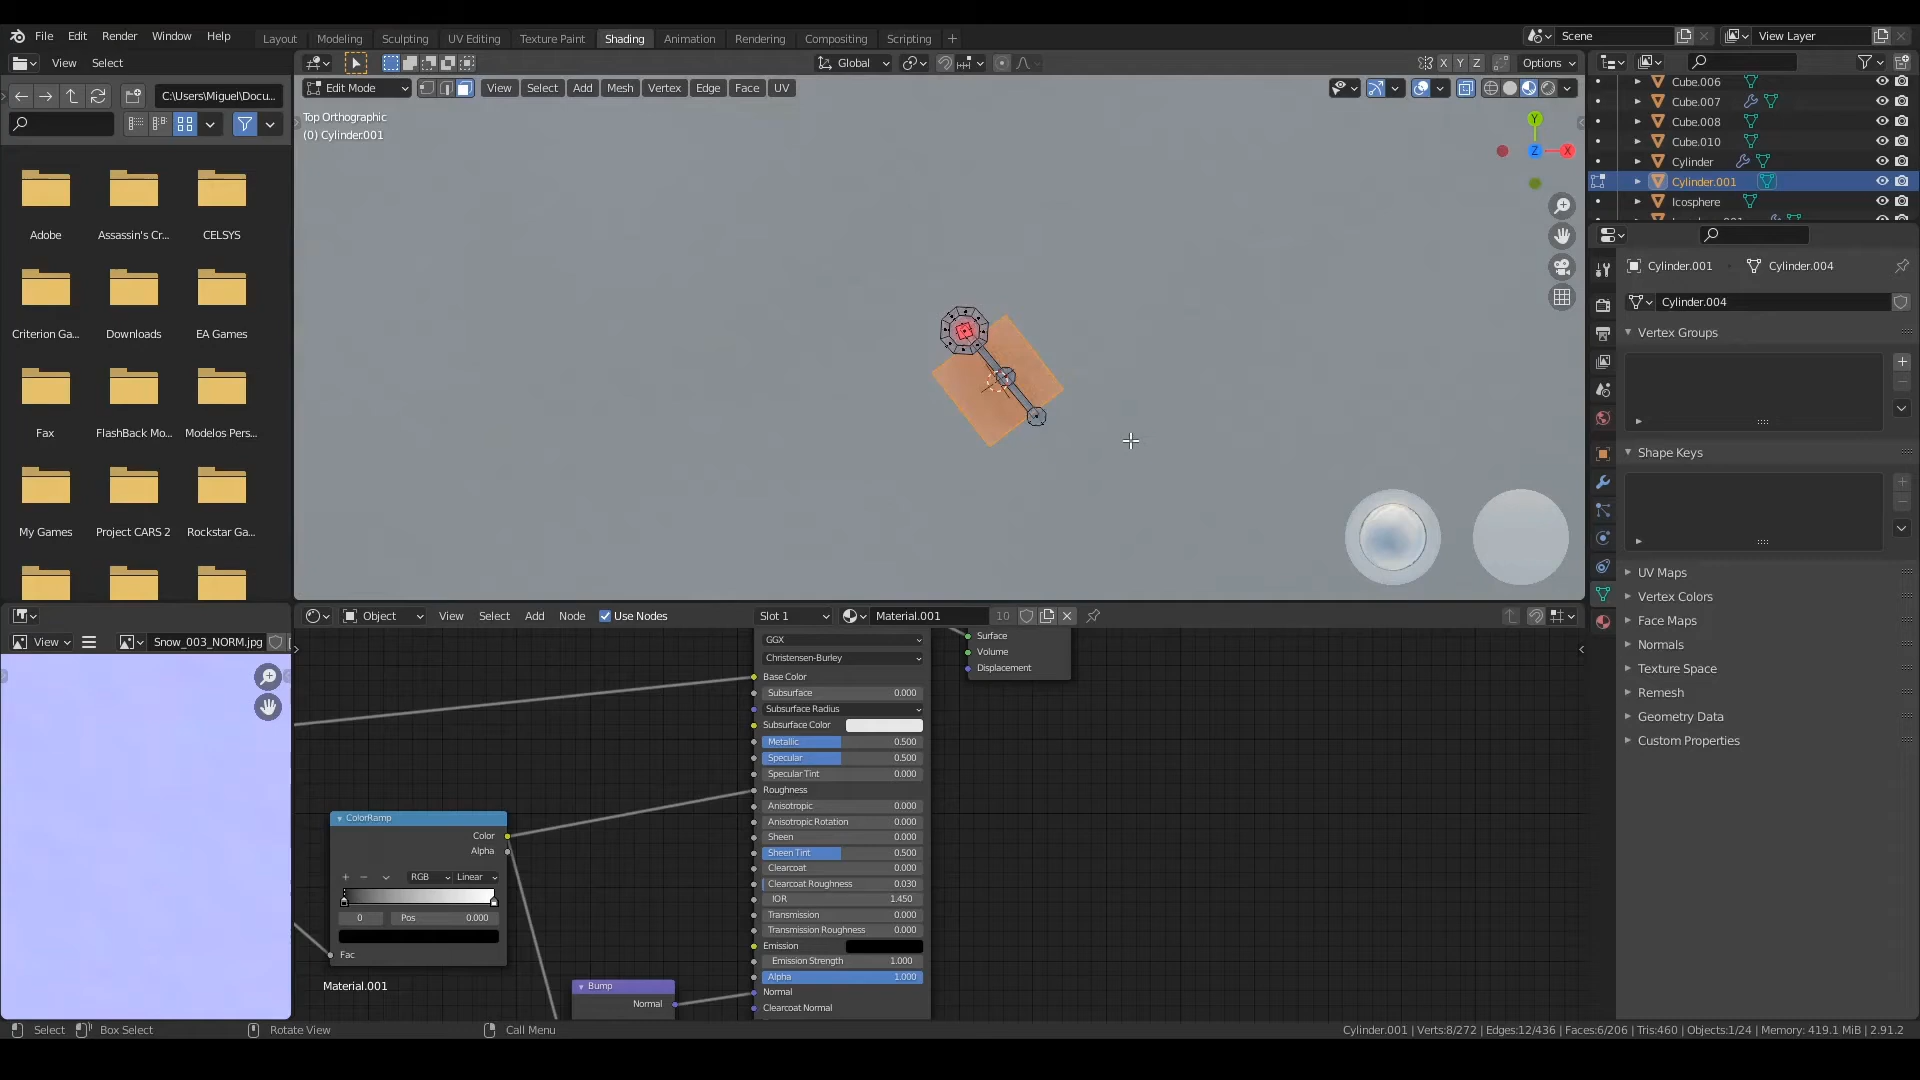 File Edit Render Window Help
Layout Modeling Sculpting UV Editing Texture Paint Shading Animation Rendering Compositing Scripting +
Scene View Layer
View Select
Global Options
X Y Z
C:\Users\Miguel\Docu...
Edit Mode View Select Add Mesh Vertex Edge Face UV
Top Orthographic
(0) Cylinder.001
Y
Z
X
Adobe Assassin's Cr... CELSYS
Criterion Ga... Downloads EA Games
Fax FlashBack Mo... Modelos Pers...
My Games Project CARS 2 Rockstar Ga...
Cube.006
Cube.007
Cube.008
Cube.010
Cylinder
Cylinder.001
Icosphere
Cylinder.001 Cylinder.004
Cylinder.004
Vertex Groups
Shape Keys
UV Maps
Vertex Colors
Face Maps
Normals
Texture Space
Remesh
Geometry Data
Custom Properties
View Snow_003_NORM.jpg
Object View Select Add Node Use Nodes Slot 1 Material.001 10
GGX
Christensen-Burley
Base Color
Subsurface 0.000
Subsurface Radius
Subsurface Color
Metallic 0.500
Specular 0.500
Specular Tint 0.000
Roughness
Anisotropic 0.000
Anisotropic Rotation 0.000
Sheen 0.000
Sheen Tint 0.500
Clearcoat 0.000
Clearcoat Roughness 0.030
IOR 1.450
Transmission 0.000
Transmission Roughness 0.000
Emission
Emission Strength 1.000
Alpha 1.000
Normal
Clearcoat Normal
Surface
Volume
Displacement
ColorRamp
Color
Alpha
RGB Linear
0 Pos 0.000
Fac
Material.001
Bump
Normal
Select Box Select Rotate View Call Menu
Cylinder.001 | Verts:8/272 | Edges:12/436 | Faces:6/206 | Tris:460 | Objects:1/24 | Memory: 419.1 MiB | 2.91.2